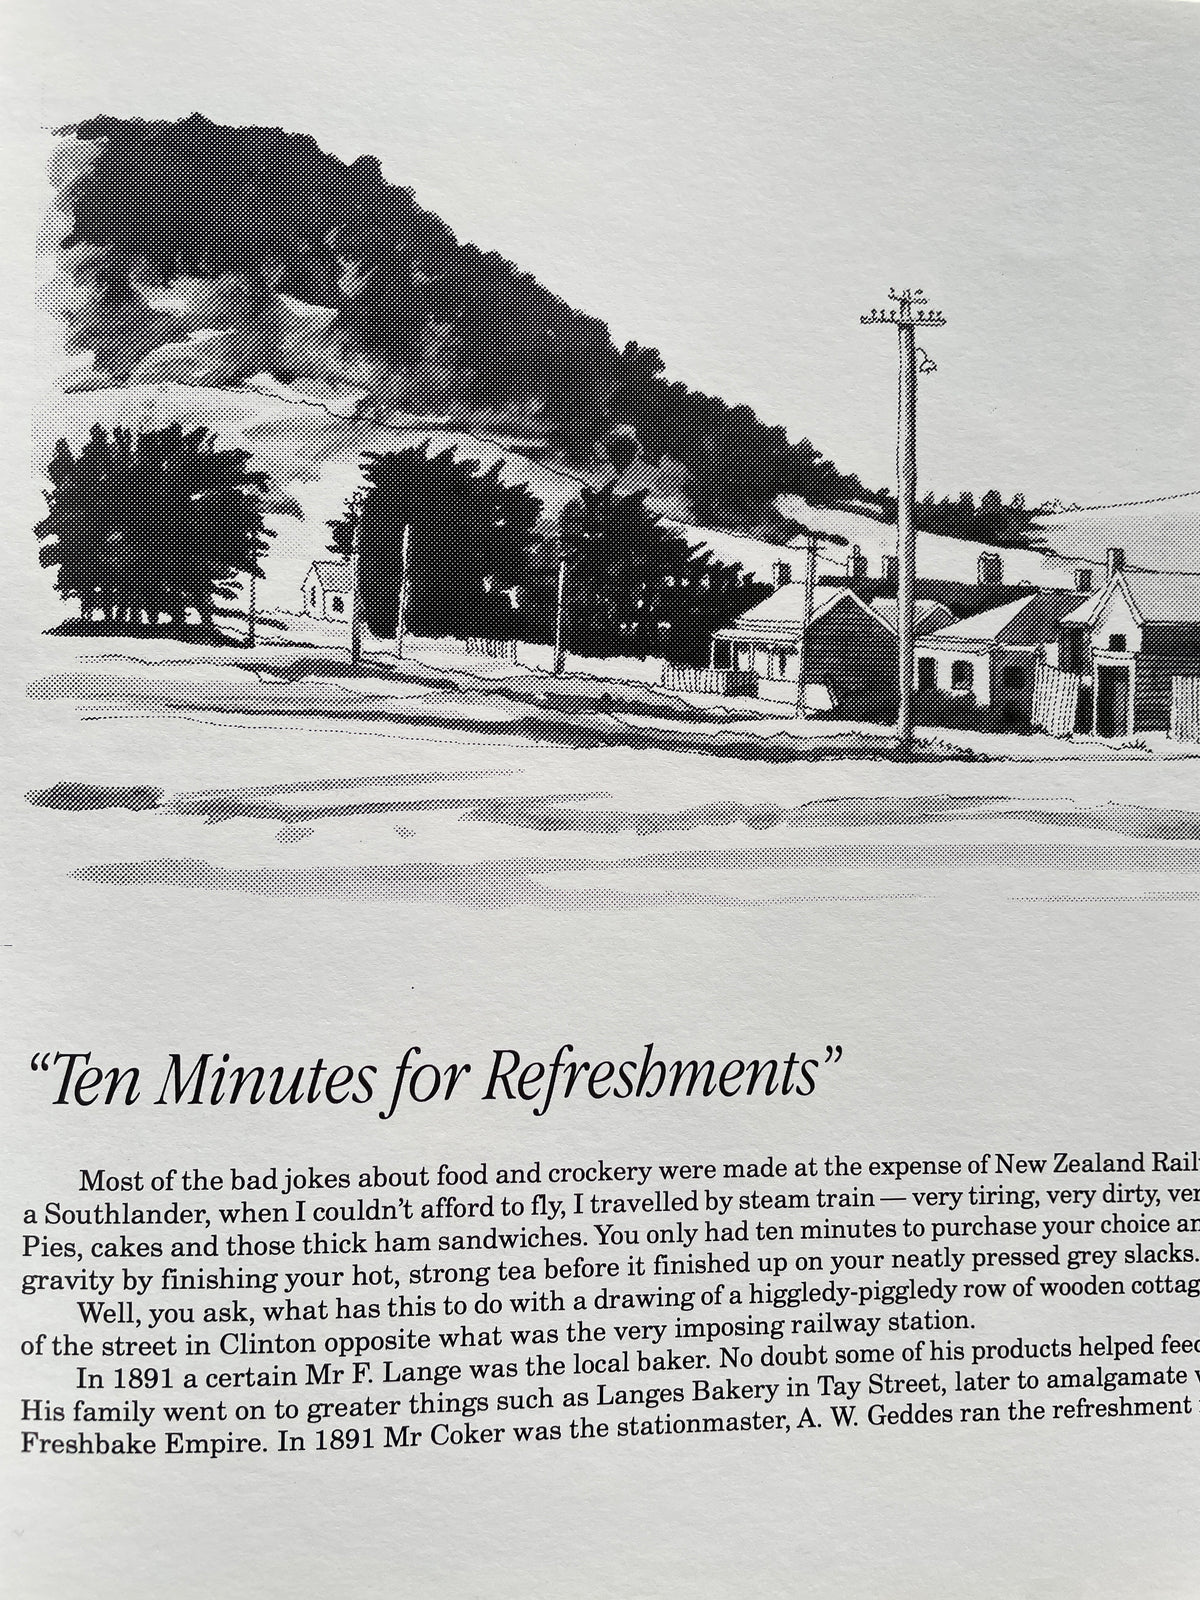 “Ten Minutes for Refreshments”
Most of the bad jokes about food and crockery were made at the expense of New Zealand
a Southlander, when I couldn’t afford to fly, I travelled by steam train — very tiring, very dirty,
Pies, cakes and those thick ham sandwiches. You only had ten minutes to purchase your choice
gravity by finishing your hot, strong tea before it finished up on your neatly pressed grey slacks.
Well, you ask, what has this to do with a drawing of a higgledy-piggledy row of wooden
of the street in Clinton opposite what was the very imposing railway station.
In 1891 a certain Mr F. Lange was the local baker. No doubt some of his products helped
His family went on to greater things such as Langes Bakery in Tay Street, later to amalgamate
Freshbake Empire. In 1891 Mr Coker was the stationmaster, A. W. Geddes ran the refreshment